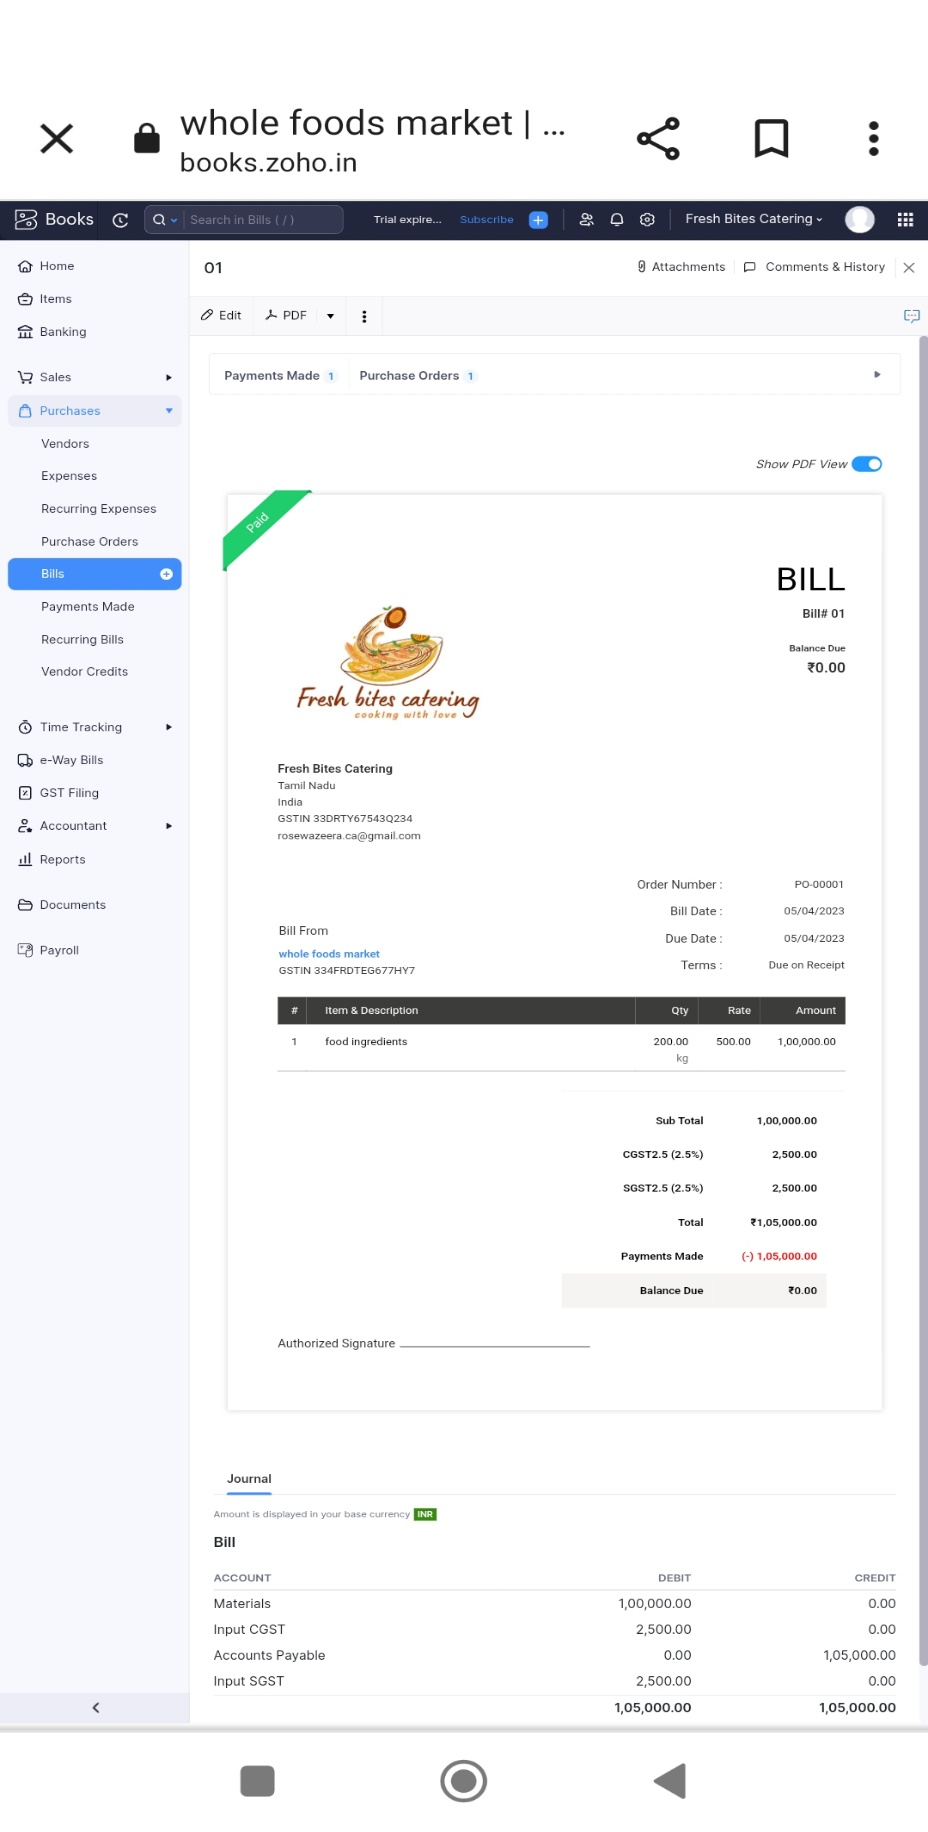 whole foods market | ...
books.zoho.in
Books
Search in Bills ( / )
Trial expire...
Subscribe
Fresh Bites Catering
Home
Items
Banking
Sales
Purchases
Vendors
Expenses
Recurring Expenses
Purchase Orders
Bills
Payments Made
Recurring Bills
Vendor Credits
Time Tracking
e-Way Bills
GST Filing
Accountant
Reports
Documents
Payroll
01
Attachments
Comments & History
Edit
PDF
Payments Made 1
Purchase Orders 1
Show PDF View
Paid
BILL
Bill# 01
Balance Due
₹0.00
Fresh bites catering
cooking with love
Fresh Bites Catering
Tamil Nadu
India
GSTIN 33DRTY67543Q234
rosewazeera.ca@gmail.com
Order Number : PO-00001
Bill Date : 05/04/2023
Due Date : 05/04/2023
Terms : Due on Receipt
Bill From
whole foods market
GSTIN 334FRDTEG677HY7
# Item & Description Qty Rate Amount
1 food ingredients 200.00 500.00 1,00,000.00
kg
Sub Total 1,00,000.00
CGST2.5 (2.5%) 2,500.00
SGST2.5 (2.5%) 2,500.00
Total ₹1,05,000.00
Payments Made (-) 1,05,000.00
Balance Due ₹0.00
Authorized Signature
Journal
Amount is displayed in your base currency INR
Bill
ACCOUNT DEBIT CREDIT
Materials 1,00,000.00 0.00
Input CGST 2,500.00 0.00
Accounts Payable 0.00 1,05,000.00
Input SGST 2,500.00 0.00
1,05,000.00 1,05,000.00